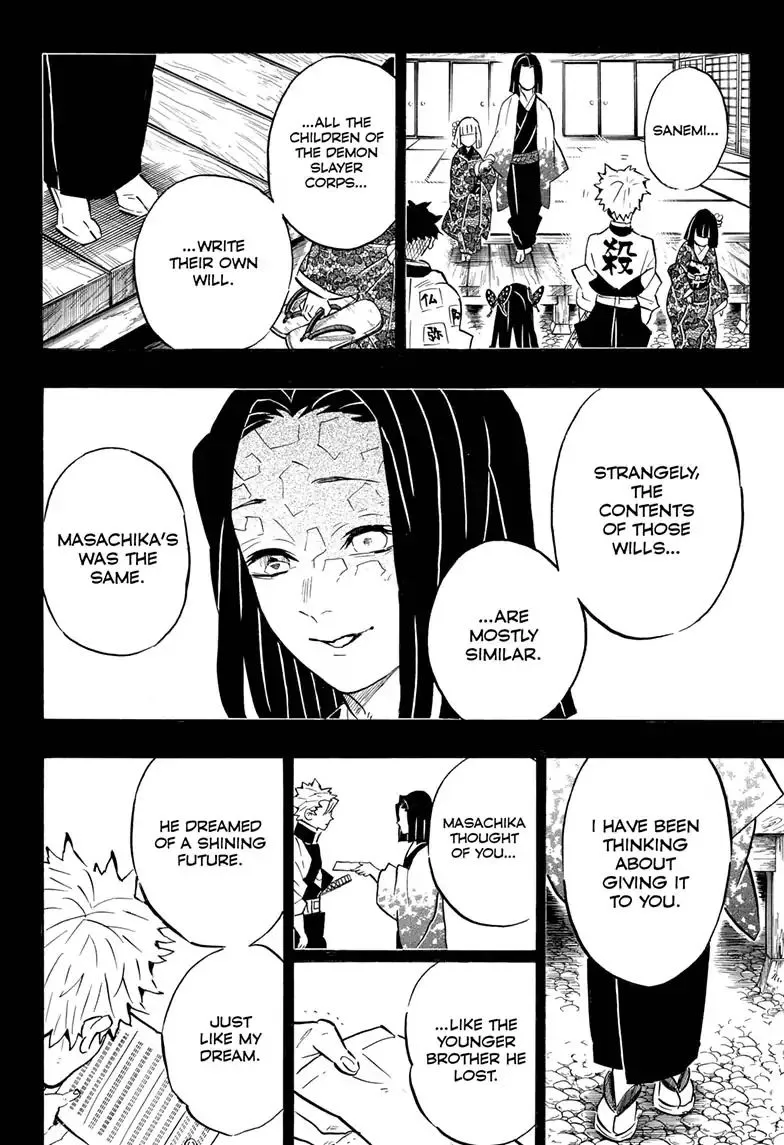 SANEMI...
殺
仏
弥
...ALL THE
CHILDREN OF
THE DEMON
SLAYER
CORPS...
...WRITE
THEIR OWN
WILL.
STRANGELY,
THE
CONTENTS
OF THOSE
WILLS...
...ARE
MOSTLY
SIMILAR.
MASACHIKA'S
WAS THE
SAME.
I HAVE BEEN
THINKING
ABOUT
GIVING IT
TO YOU.
MASACHIKA
THOUGHT
OF YOU...
...LIKE THE
YOUNGER
BROTHER HE
LOST.
HE DREAMED
OF A SHINING
FUTURE.
JUST
LIKE MY
DREAM.